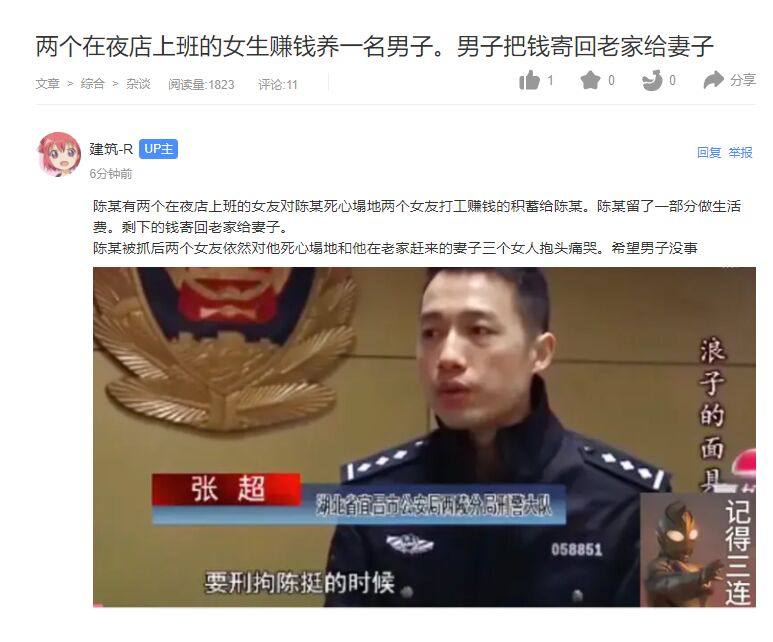 两个在夜店上班的女生赚钱养一名男子。男子把钱寄回老家给妻子
文章 > 综合 > 杂谈 阅读量:1823 评论:11
1 0 0 分享
建筑-R UP主
回复 举报
6分钟前
陈某有两个在夜店上班的女友对陈某死心塌地两个女友打工赚钱的积蓄给陈某。陈某留了一部分做生活
费。剩下的钱寄回老家给妻子。
陈某被抓后两个女友依然对他死心塌地和他在老家赶来的妻子三个女人抱头痛哭。希望男子没事
浪子的面具
张 超
湖北省宜昌市公安局西陵分局刑警大队
058851
要刑拘陈挺的时候
记得三连